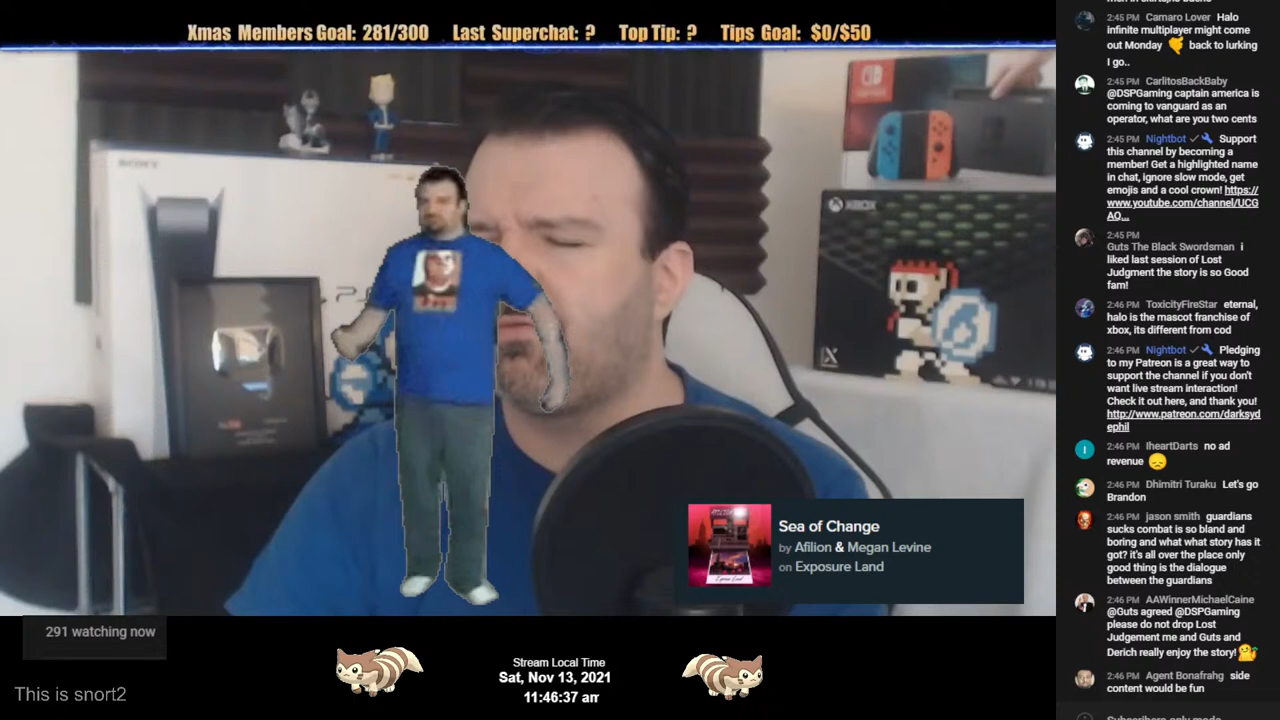 Xmas Members Goal: 281/300 Last Superchat: ? Top Tip: ? Tips Goal: $0/$50
SONY
XBOX
Sea of Change
by Afilion & Megan Levine
on Exposure Land
291 watching now
Stream Local Time
Sat, Nov 13, 2021
11:46:37 am
This is snort2
2:45 PM Camaro Lover Halo
infinite multiplayer might come
out Monday back to lurking
I go..
2:45 PM CarlitosBackBaby
@DSPGaming captain america is
coming to vanguard as an
operator, what are you two cents
2:45 PM Nightbot Support
this channel by becoming a
member! Get a highlighted name
in chat, ignore slow mode, get
emojis and a cool crown! https://
www.youtube.com/channel/UCG
AO...
2:45 PM
Guts The Black Swordsman i
liked last session of Lost
Judgment the story is so Good
fam!
2:46 PM ToxicityFireStar eternal,
halo is the mascot franchise of
xbox, its different from cod
2:46 PM Nightbot Pledging
to my Patreon is a great way to
support the channel if you don't
want live stream interaction!
Check it out here, and thank you!
http://www.patreon.com/darksyd
ephil
2:46 PM IheartDarts no ad
revenue
2:46 PM Dhimitri Turaku Let's go
Brandon
2:46 PM jason smith guardians
sucks combat is so bland and
boring and what what story has it
got? it's all over the place only
good thing is the dialogue
between the guardians
2:46 PM AAWinnerMichaelCaine
@Guts agreed @DSPGaming
please do not drop Lost
Judgement me and Guts and
Derich really enjoy the story!
2:46 PM Agent Bonafrahg side
content would be fun
Subscribers-only mode